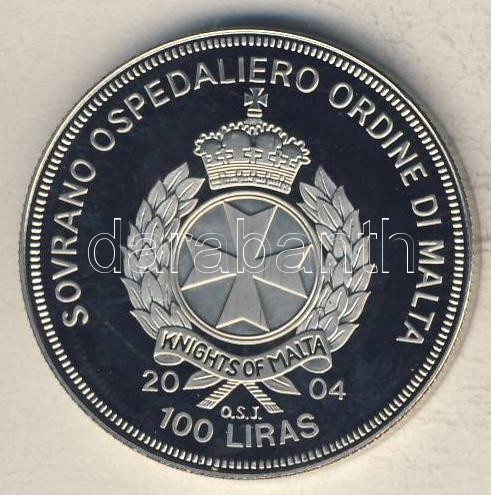 SOVRANO OSPEDALIERO ORDINE DI MALTA
darabanth
KNIGHTS OF MALTA
20 04
O.S.J.
100 LIRAS